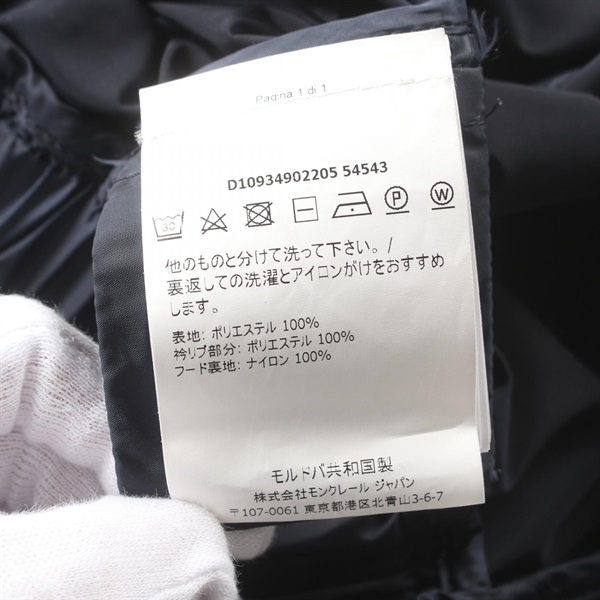 Pagina 1 di 1
D10934902205 54543
30
P
W
他のものと分けて洗って下さい。/
裏返しての洗濯とアイロンがけをおすすめ
します。
表地: ポリエステル 100%
衿リブ部分: ポリエステル 100%
フード裏地: ナイロン 100%
モルドバ共和国製
株式会社モンクレール ジャパン
〒107-0061 東京都港区北青山3-6-7